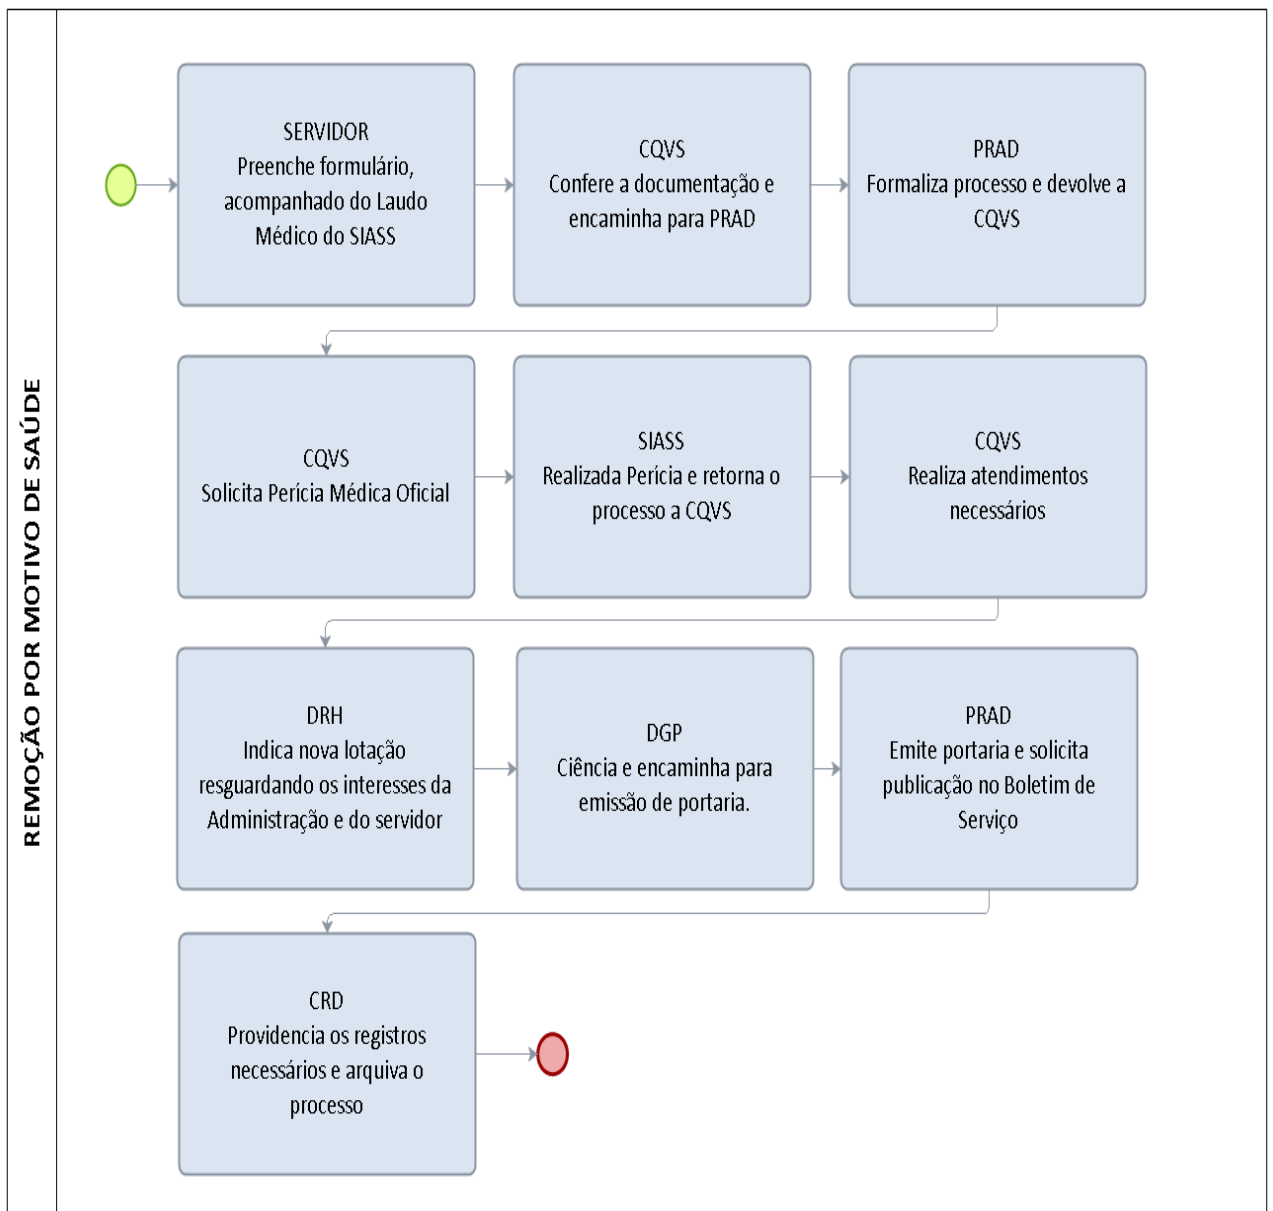 REMOÇÃO POR MOTIVO DE SAÚDE
SERVIDOR
Preenche formulário,
acompanhado do Laudo
Médico do SIASS
CQVS
Confere a documentação e
encaminha para PRAD
PRAD
Formaliza processo e devolve a
CQVS
CQVS
Solicita Perícia Médica Oficial
SIASS
Realizada Perícia e retorna o
processo a CQVS
CQVS
Realiza atendimentos
necessários
DRH
Indica nova lotação
resguardando os interesses da
Administração e do servidor
DGP
Ciência e encaminha para
emissão de portaria.
PRAD
Emite portaria e solicita
publicação no Boletim de
Serviço
CRD
Providencia os registros
necessários e arquiva o
processo